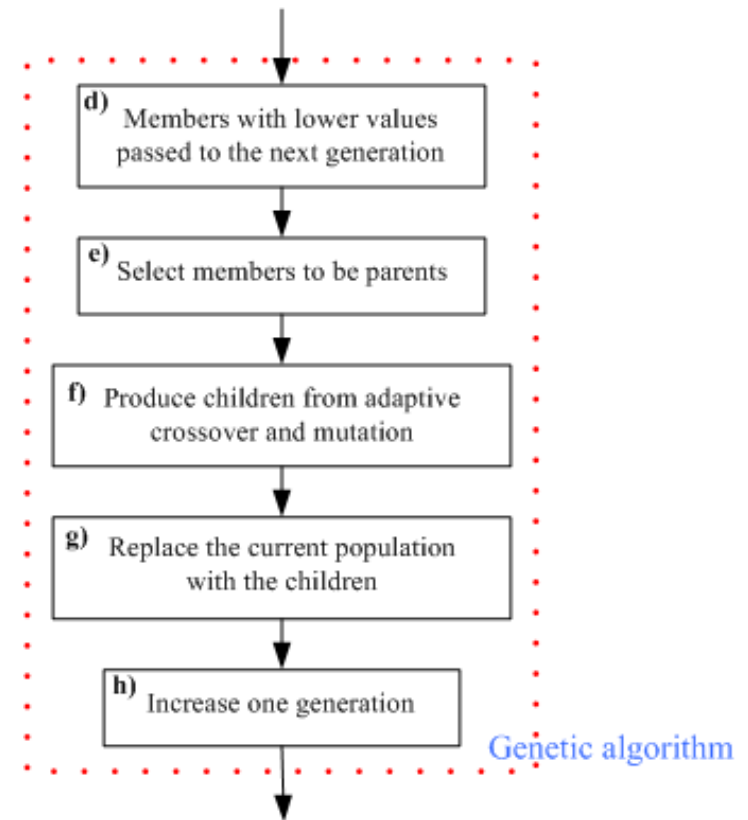 d)
Members with lower values
passed to the next generation
e)
Select members to be parents
f) Produce children from adaptive
crossover and mutation
g) Replace the current population
with the children
h)
Increase one generation
Genetic algorithm